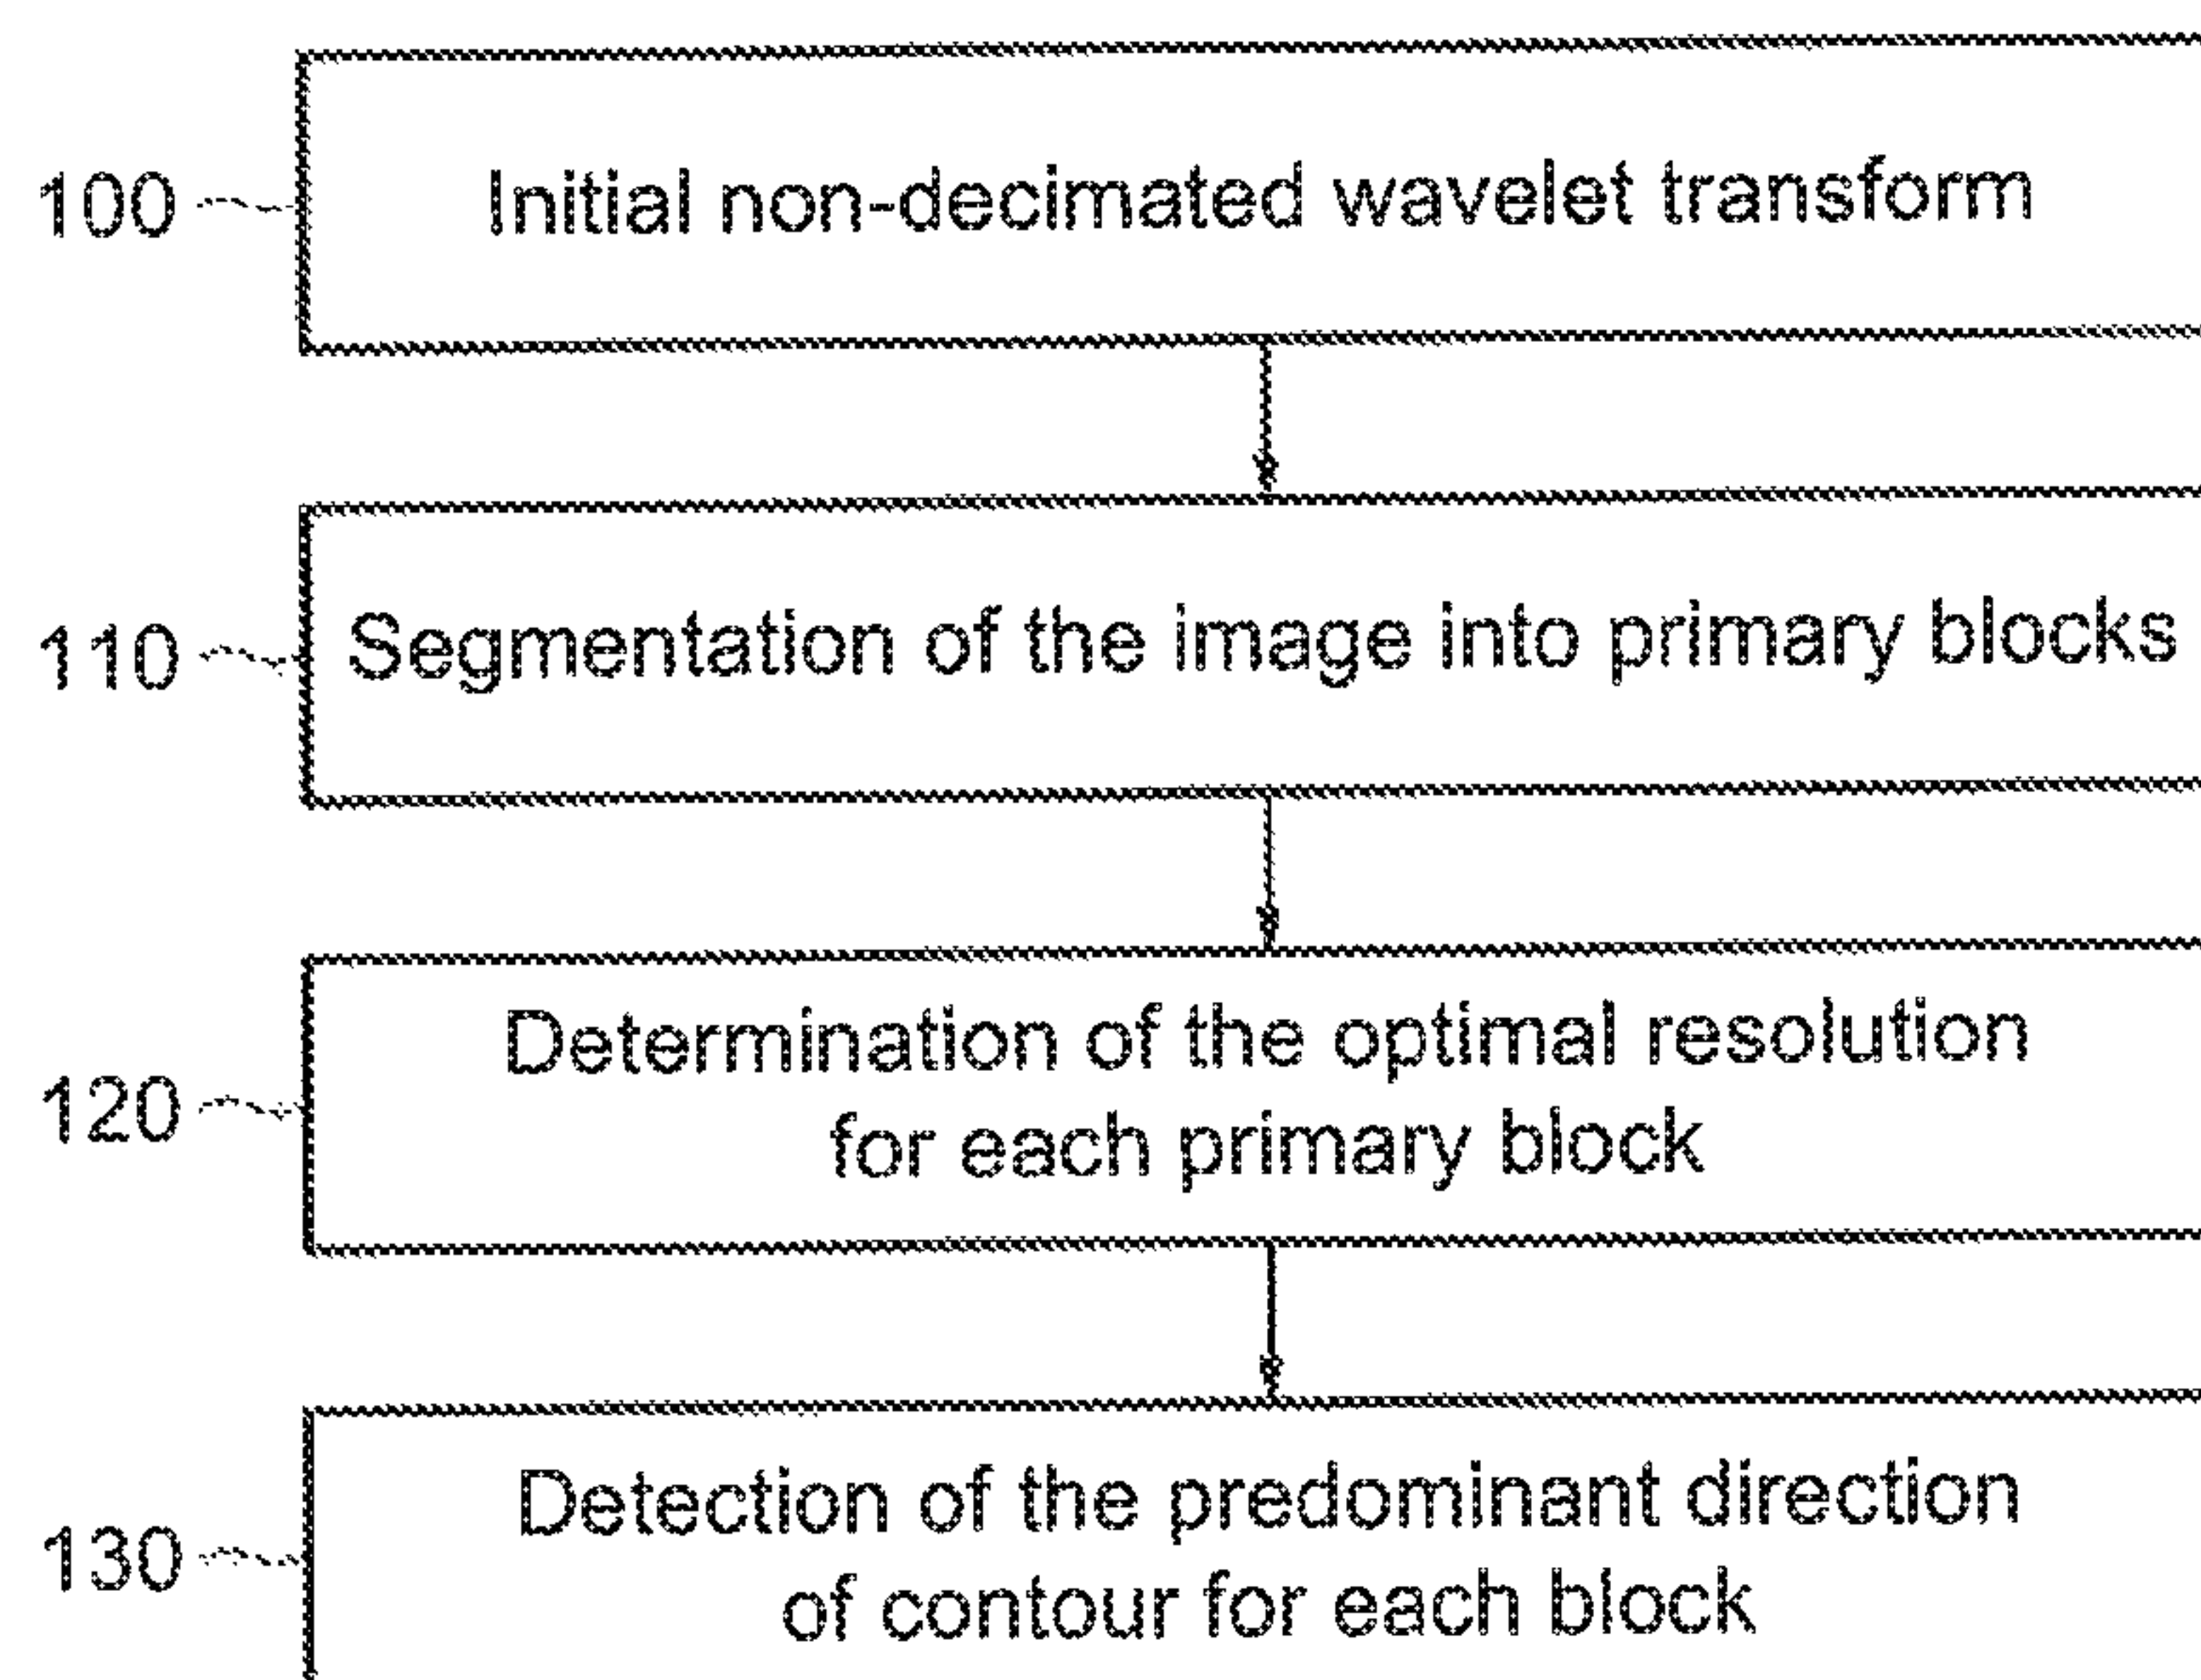 100
Initial non-decimated wavelet transform
110
Segmentation of the image into primary blocks
120
Determination of the optimal resolution
for each primary block
130
Detection of the predominant direction
of contour for each block